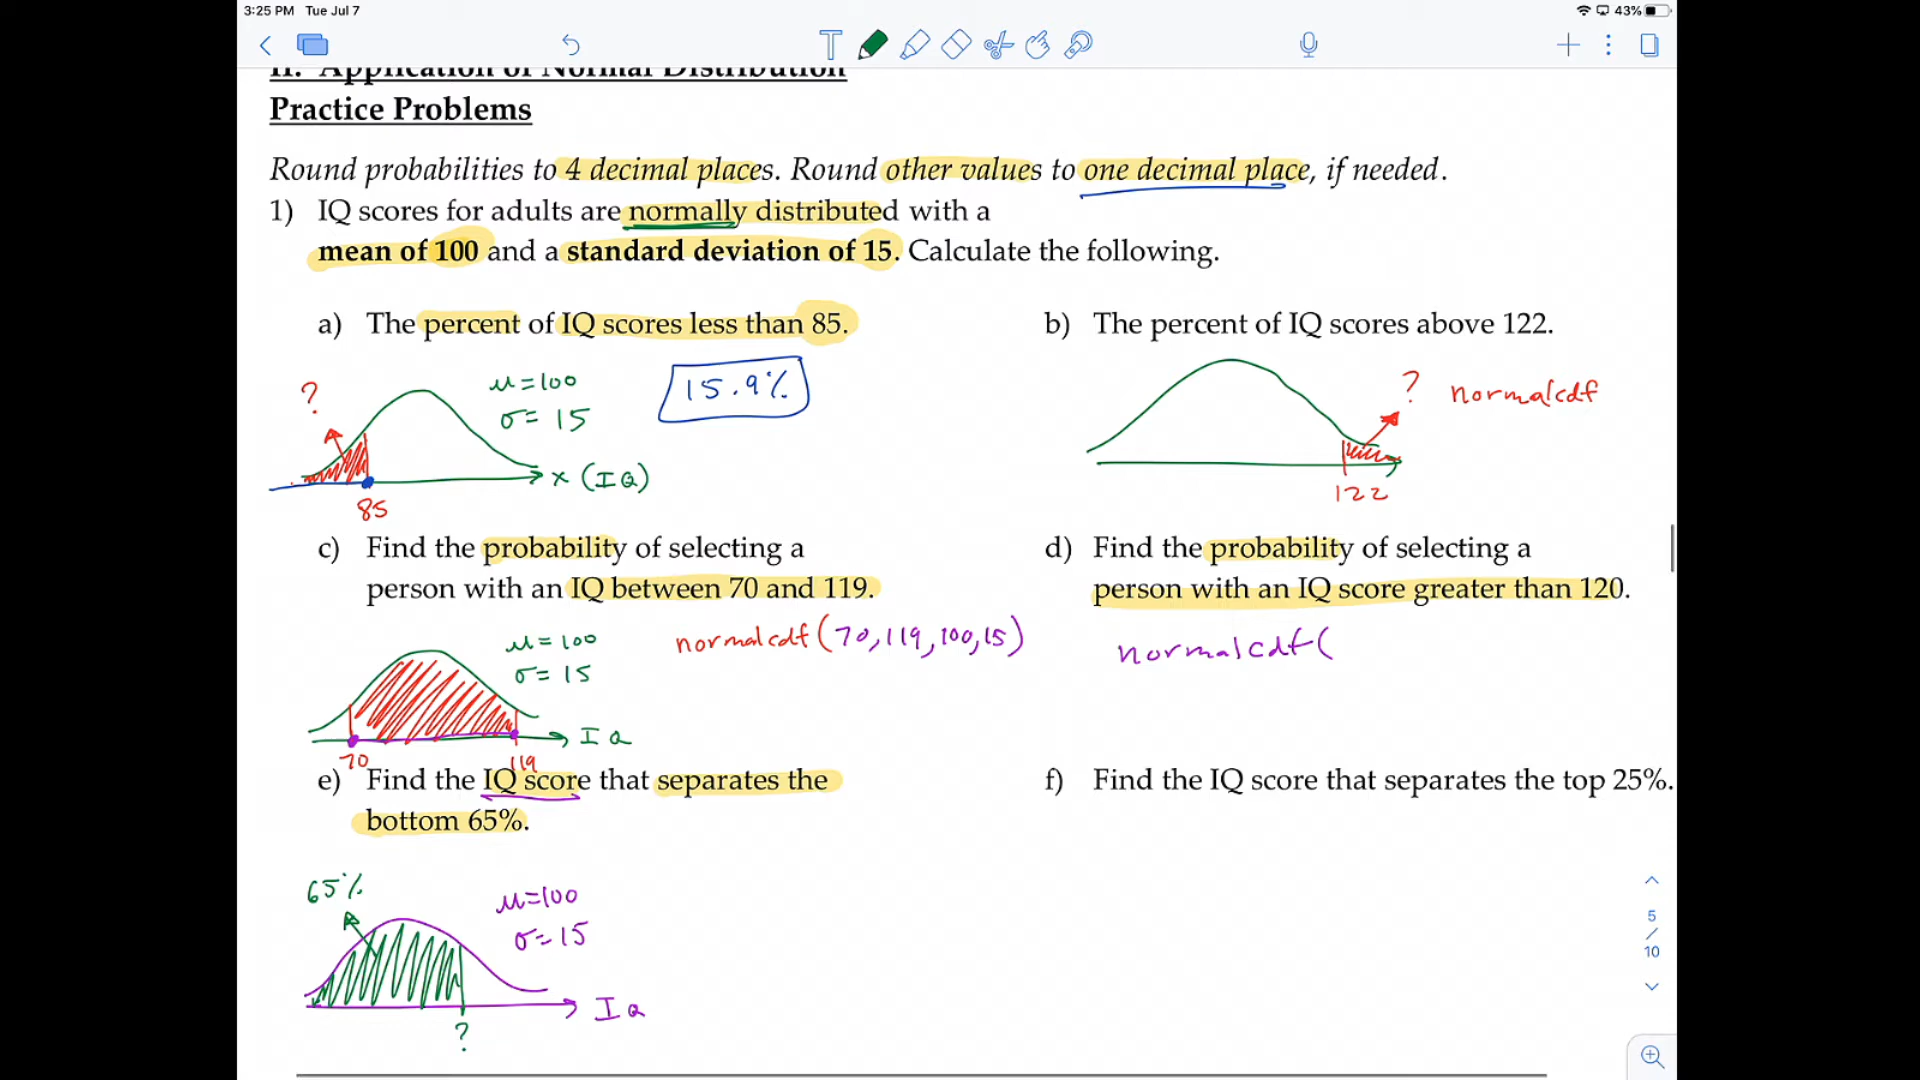 3:25 PM Tue Jul 7
43%
II. Application of Normal Distribution
Practice Problems
Round probabilities to 4 decimal places. Round other values to one decimal place, if needed.
1) IQ scores for adults are normally distributed with a
mean of 100 and a standard deviation of 15. Calculate the following.
a) The percent of IQ scores less than 85.
? μ=100
σ= 15
15.9%
x (IQ)
85
b) The percent of IQ scores above 122.
? normalcdf
122
c) Find the probability of selecting a
person with an IQ between 70 and 119.
μ= 100
σ= 15
normalcdf(70,119,100,15)
IQ
70 119
d) Find the probability of selecting a
person with an IQ score greater than 120.
normalcdf(
e) Find the IQ score that separates the
bottom 65%.
65%
μ=100
σ=15
IQ
?
f) Find the IQ score that separates the top 25%.
5
/
10